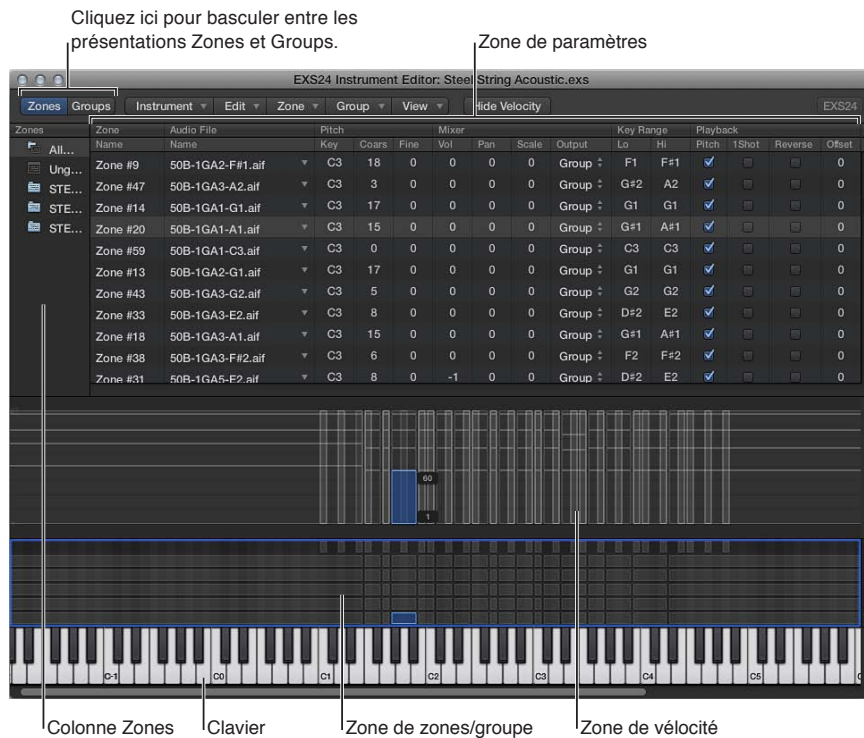 Cliquez ici pour basculer entre les
présentations Zones et Groups.
Zone de paramètres
EXS24 Instrument Editor: Steel String Acoustic.exs
Zones Groups Instrument Edit Zone Group View Hide Velocity EXS24
Zones Zone Audio File Pitch Mixer Key Range Playback
Name Name Key Coars Fine Vol Pan Scale Output Lo Hi Pitch 1Shot Reverse Offset
All...
Ung...
STE...
STE...
STE...
Zone #9 50B-1GA2-F#1.aif C3 18 0 0 0 0 Group F1 F#1 0
Zone #47 50B-1GA3-A2.aif C3 3 0 0 0 0 Group G#2 A2 0
Zone #14 50B-1GA1-G1.aif C3 17 0 0 0 0 Group G1 G1 0
Zone #20 50B-1GA1-A1.aif C3 15 0 0 0 0 Group G#1 A#1 0
Zone #59 50B-1GA1-C3.aif C3 0 0 0 0 0 Group C3 C3 0
Zone #13 50B-1GA2-G1.aif C3 17 0 0 0 0 Group G1 G1 0
Zone #43 50B-1GA3-G2.aif C3 5 0 0 0 0 Group G2 G2 0
Zone #33 50B-1GA3-E2.aif C3 8 0 0 0 0 Group D#2 E2 0
Zone #18 50B-1GA3-A1.aif C3 15 0 0 0 0 Group G#1 A#1 0
Zone #38 50B-1GA3-F#2.aif C3 6 0 0 0 0 Group F2 F#2 0
Zone #31 50B-1GA5-E2.aif C3 8 0 -1 0 0 Group D#2 E2 0
60
1
C-1 C0 C1 C2 C3 C4 C5
Colonne Zones
Clavier
Zone de zones/groupe
Zone de vélocité